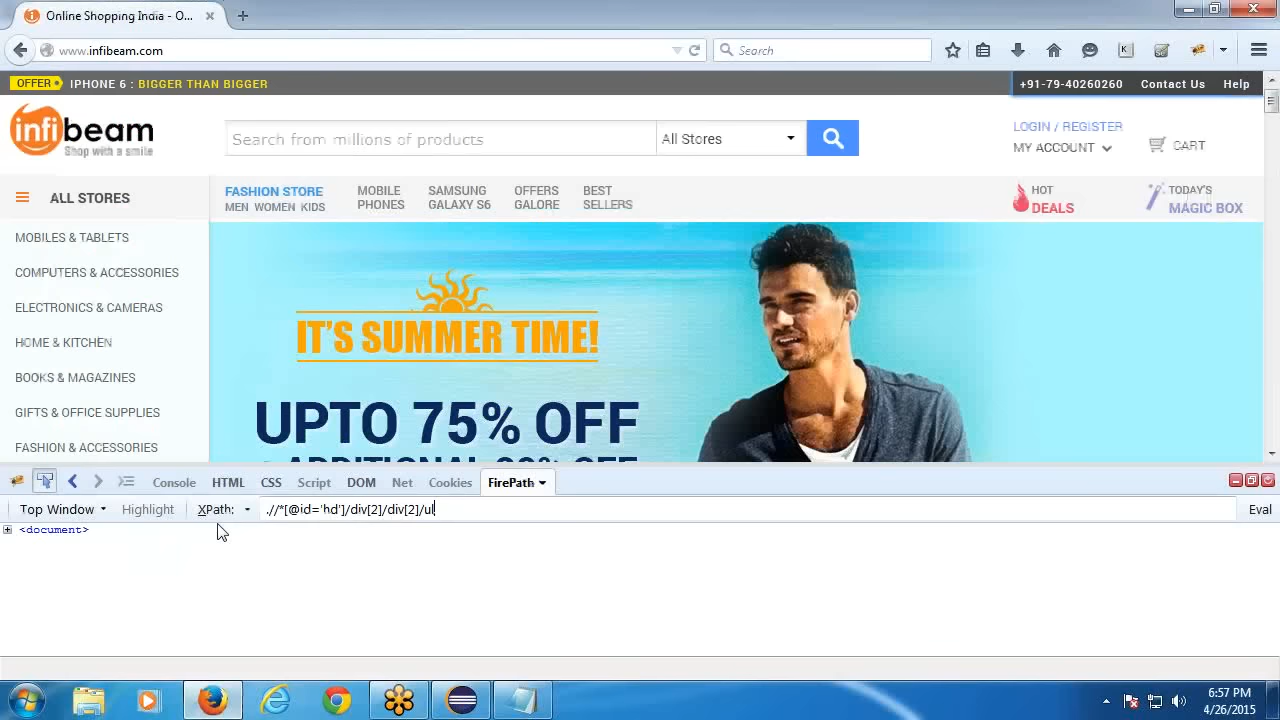 Online Shopping India - O...
www.infibeam.com
Search
OFFER
IPHONE 6 : BIGGER THAN BIGGER
+91-79-40260260 Contact Us Help
infibeam
Shop with a smile
Search from millions of products
All Stores
LOGIN / REGISTER
MY ACCOUNT
CART
ALL STORES
FASHION STORE
MEN WOMEN KIDS
MOBILE
PHONES
SAMSUNG
GALAXY S6
OFFERS
GALORE
BEST
SELLERS
HOT
DEALS
TODAY'S
MAGIC BOX
MOBILES & TABLETS
COMPUTERS & ACCESSORIES
ELECTRONICS & CAMERAS
HOME & KITCHEN
BOOKS & MAGAZINES
GIFTS & OFFICE SUPPLIES
FASHION & ACCESSORIES
IT'S SUMMER TIME!
UPTO 75% OFF
Console HTML CSS Script DOM Net Cookies FirePath
Top Window Highlight XPath: .//*[@id='hd']/div[2]/div[2]/ul Eval
<document>
6:57 PM
4/26/2015